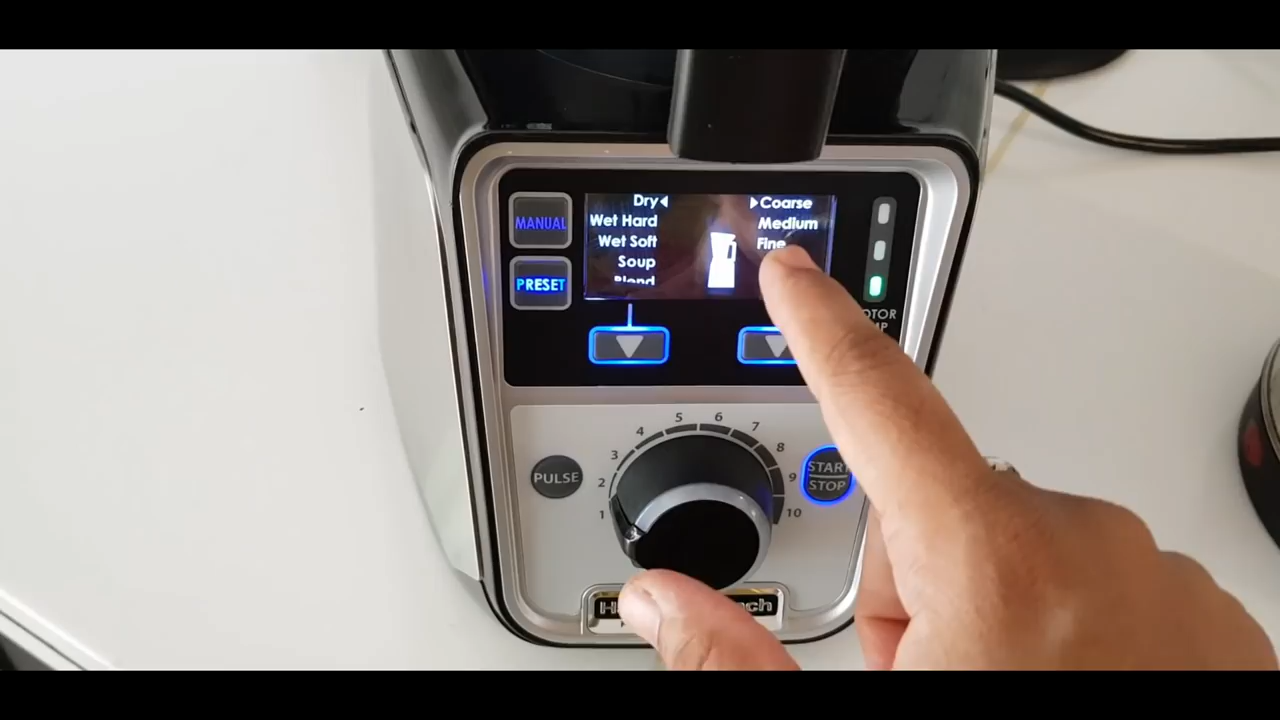 MANUAL
PRESET
Dry
Wet Hard
Wet Soft
Soup
Blend
Coarse
Medium
Fine
1
2
3
4
5
6
7
8
9
10
PULSE
START
STOP